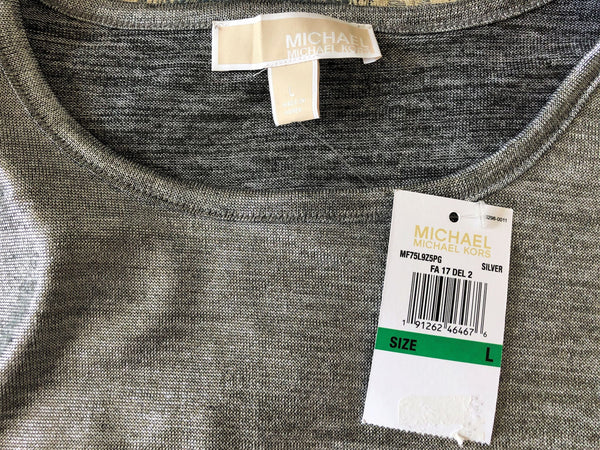 MICHAEL
MICHAEL KORS
MICHAEL
MICHAEL KORS
MF75L9Z5PG SILVER
FA 17 DEL 2
1 91262 46467 6
SIZE L